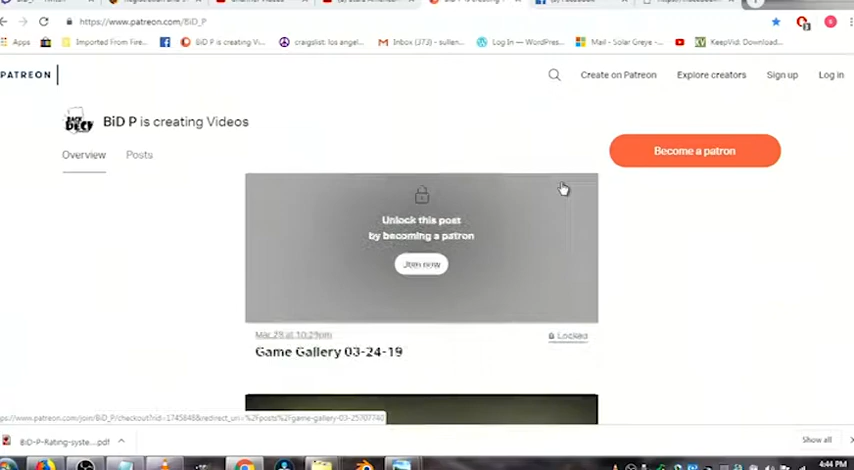 https://www.patreon.com/BiD_P
Apps
Imported From Fire...
BiD P is creating Vi...
craigslist: los angel...
Inbox (373) - sullen...
Log In — WordPres...
Mail - Solar Greye -...
KeepVid: Download...
PATREON
Create on Patreon
Explore creators
Sign up
Log in
BiD P is creating Videos
Overview
Posts
Become a patron
Unlock this post
by becoming a patron
Join now
Mar 28 at 10:29pm
Locked
Game Gallery 03-24-19
BiD-P-Rating-syste....pdf
Show all
4:44 PM